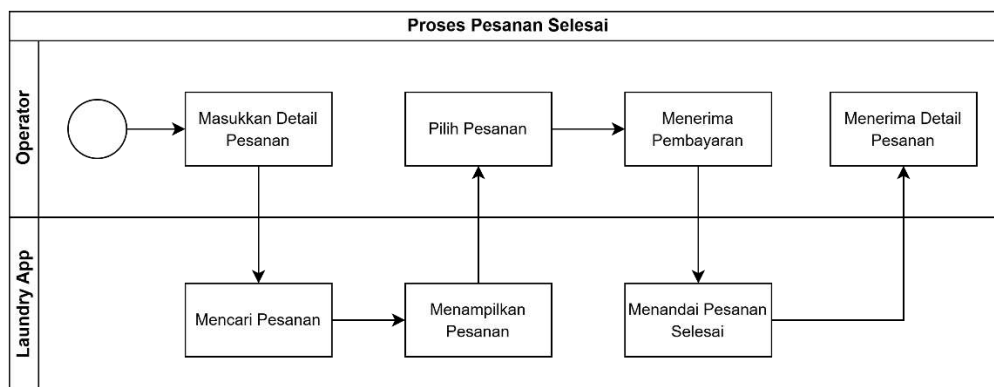 Proses Pesanan Selesai
Operator
Masukkan Detail
Pesanan
Pilih Pesanan
Menerima
Pembayaran
Menerima Detail
Pesanan
Laundry App
Mencari Pesanan
Menampilkan
Pesanan
Menandai Pesanan
Selesai